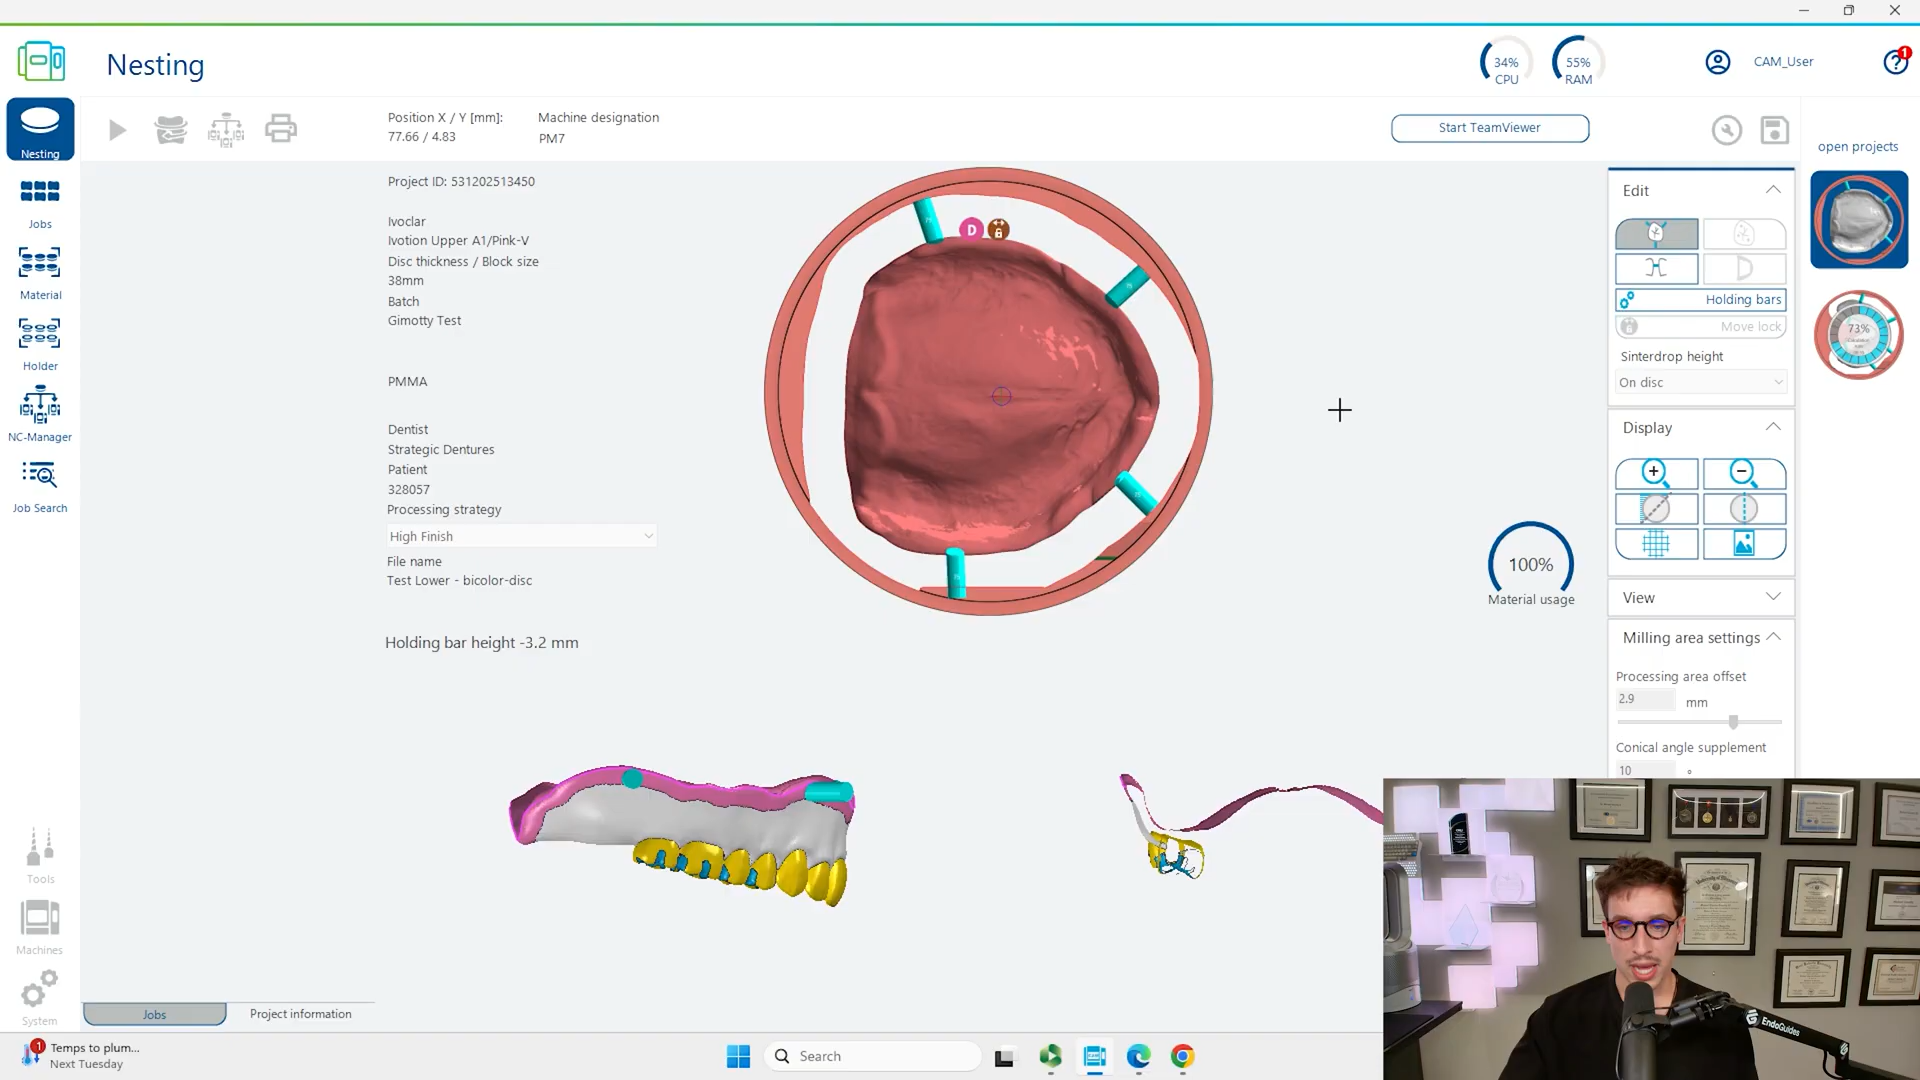 Nesting
34%
CPU
55%
RAM
CAM_User
1
Position X / Y [mm]:
77.66 / 4.83
Machine designation
PM7
Start TeamViewer
open projects
Nesting
Jobs
Material
Holder
NC-Manager
Job Search
Tools
Machines
System
Project ID: 531202513450
Ivoclar
Ivotion Upper A1/Pink-V
Disc thickness / Block size
38mm
Batch
Gimotty Test
PMMA
Dentist
Strategic Dentures
Patient
328057
Processing strategy
High Finish
File name
Test Lower - bicolor-disc
Holding bar height -3.2 mm
D
100%
Material usage
Edit
Holding bars
Move lock
Sinterdrop height
On disc
Display
View
Milling area settings
Processing area offset
2.9
mm
Conical angle supplement
10
°
73%
Jobs
Project information
EndoGuides
1
Temps to plum...
Next Tuesday
Search